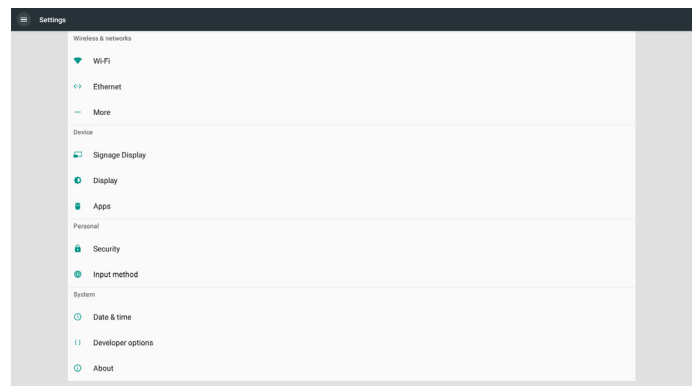 Settings
Wireless & networks
Wi-Fi
Ethernet
More
Device
Signage Display
Display
Apps
Personal
Security
Input method
System
Date & time
Developer options
About